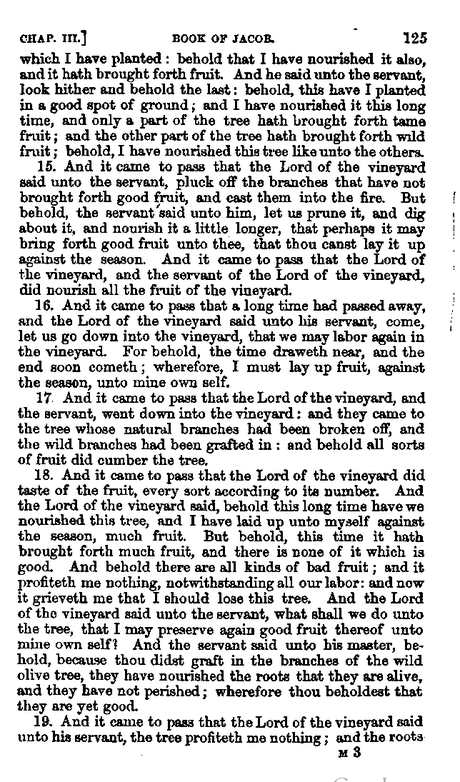 CHAP. III.] BOOK OF JACOB. 125
which I have planted : behold that I have nourished it also,
and it hath brought forth fruit. And he said unto the servant,
look hither and behold the last : behold, this have I planted
in a good spot of ground ; and I have nourished it this long
time, and only a part of the tree hath brought forth tame
fruit ; and the other part of the tree hath brought forth wild
fruit ; behold, I have nourished this tree like unto the others.
15. And it came to pass that the Lord of the vineyard
said unto the servant, pluck off the branches that have not
brought forth good fruit, and cast them into the fire. But
behold, the servant said unto him, let us prune it, and dig
about it, and nourish it a little longer, that perhaps it may
bring forth good fruit unto thee, that thou canst lay it up
against the season. And it came to pass that the Lord of
the vineyard, and the servant of the Lord of the vineyard,
did nourish all the fruit of the vineyard.
16. And it came to pass that a long time had passed away,
and the Lord of the vineyard said unto his servant, come,
let us go down into the vineyard, that we may labor again in
the vineyard. For behold, the time draweth near, and the
end soon cometh ; wherefore, I must lay up fruit, against
the season, unto mine own self.
17. And it came to pass that the Lord of the vineyard, and
the servant, went down into the vineyard : and they came to
the tree whose natural branches had been broken off, and
the wild branches had been grafted in : and behold all sorts
of fruit did cumber the tree.
18. And it came to pass that the Lord of the vineyard did
taste of the fruit, every sort according to its number. And
the Lord of the vineyard said, behold this long time have we
nourished this tree, and I have laid up unto myself against
the season, much fruit. But behold, this time it hath
brought forth much fruit, and there is none of it which is
good. And behold there are all kinds of bad fruit ; and it
profiteth me nothing, notwithstanding all our labor : and now
it grieveth me that I should lose this tree. And the Lord
of the vineyard said unto the servant, what shall we do unto
the tree, that I may preserve again good fruit thereof unto
mine own self? And the servant said unto his master, be-
hold, because thou didst graft in the branches of the wild
olive tree, they have nourished the roots that they are alive,
and they have not perished ; wherefore thou beholdest that
they are yet good.
19. And it came to pass that the Lord of the vineyard said
unto his servant, the tree profiteth me nothing ; and the roots
M 3